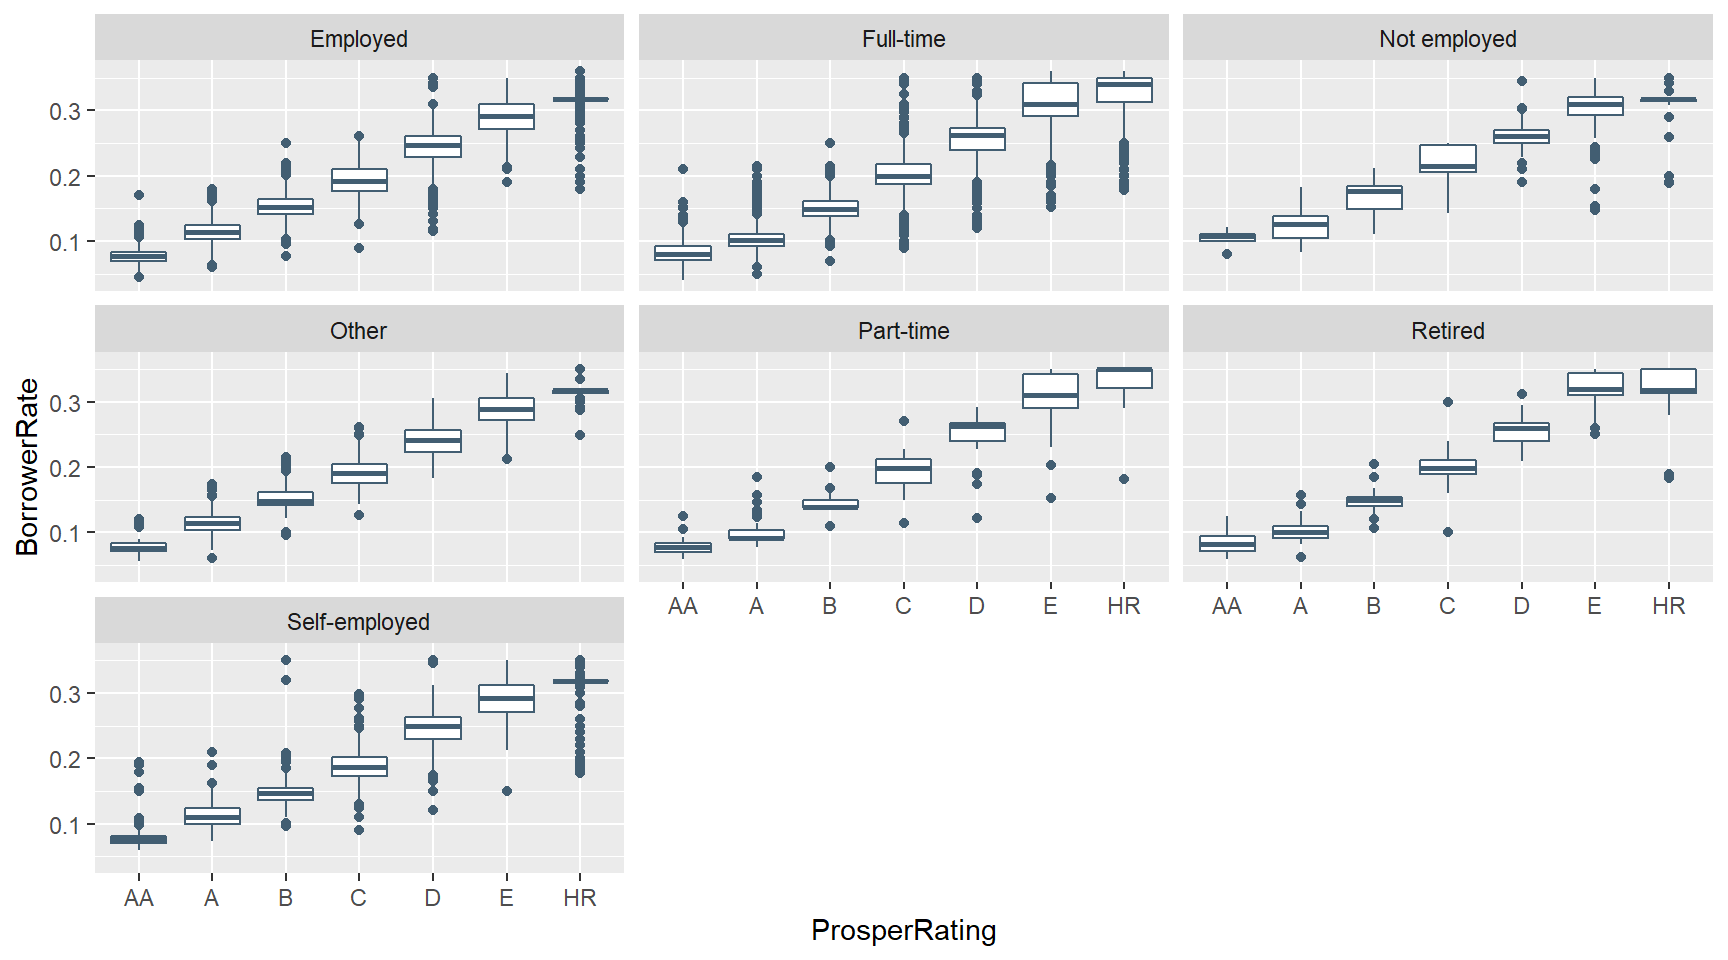 Employed
Full-time
Not employed
0.3
0.2
0.1
Other
Part-time
Retired
0.3
0.2
0.1
AA A B C D E HR
AA A B C D E HR
Self-employed
0.3
0.2
0.1
AA A B C D E HR
BorrowerRate
ProsperRating